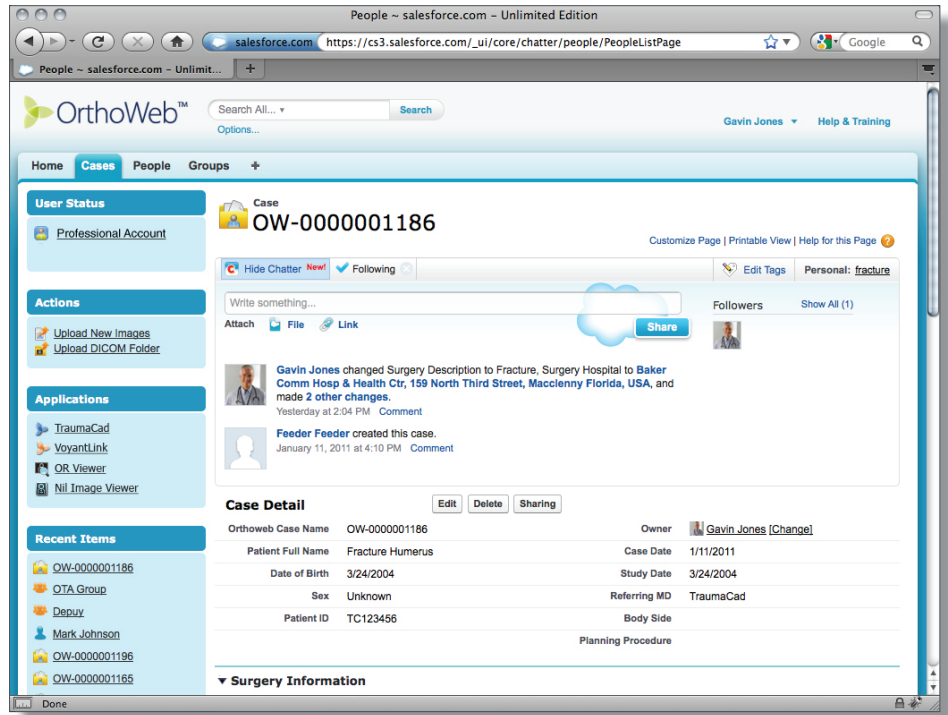 People ~ salesforce.com – Unlimited Edition
salesforce.com https://cs3.salesforce.com/_ui/core/chatter/people/PeopleListPage
Google
People ~ salesforce.com – Unlimit... +
OrthoWeb™
Search All...
Search
Options...
Gavin Jones Help & Training
Home Cases People Groups +
User Status
Professional Account
Actions
Upload New Images
Upload DICOM Folder
Applications
TraumaCad
VoyantLink
OR Viewer
Nil Image Viewer
Recent Items
OW-0000001186
OTA Group
Depuy
Mark Johnson
OW-0000001196
OW-0000001165
Case
OW-0000001186
Customize Page | Printable View | Help for this Page ?
Hide Chatter New! Following
Edit Tags Personal: fracture
Write something...
Attach File Link
Share
Followers Show All (1)
Gavin Jones changed Surgery Description to Fracture, Surgery Hospital to Baker
Comm Hosp & Health Ctr, 159 North Third Street, Macclenny Florida, USA, and
made 2 other changes.
Yesterday at 2:04 PM Comment
Feeder Feeder created this case.
January 11, 2011 at 4:10 PM Comment
Case Detail Edit Delete Sharing
Orthoweb Case Name OW-0000001186 Owner Gavin Jones [Change]
Patient Full Name Fracture Humerus Case Date 1/11/2011
Date of Birth 3/24/2004 Study Date 3/24/2004
Sex Unknown Referring MD TraumaCad
Patient ID TC123456 Body Side
Planning Procedure
Surgery Information
Done